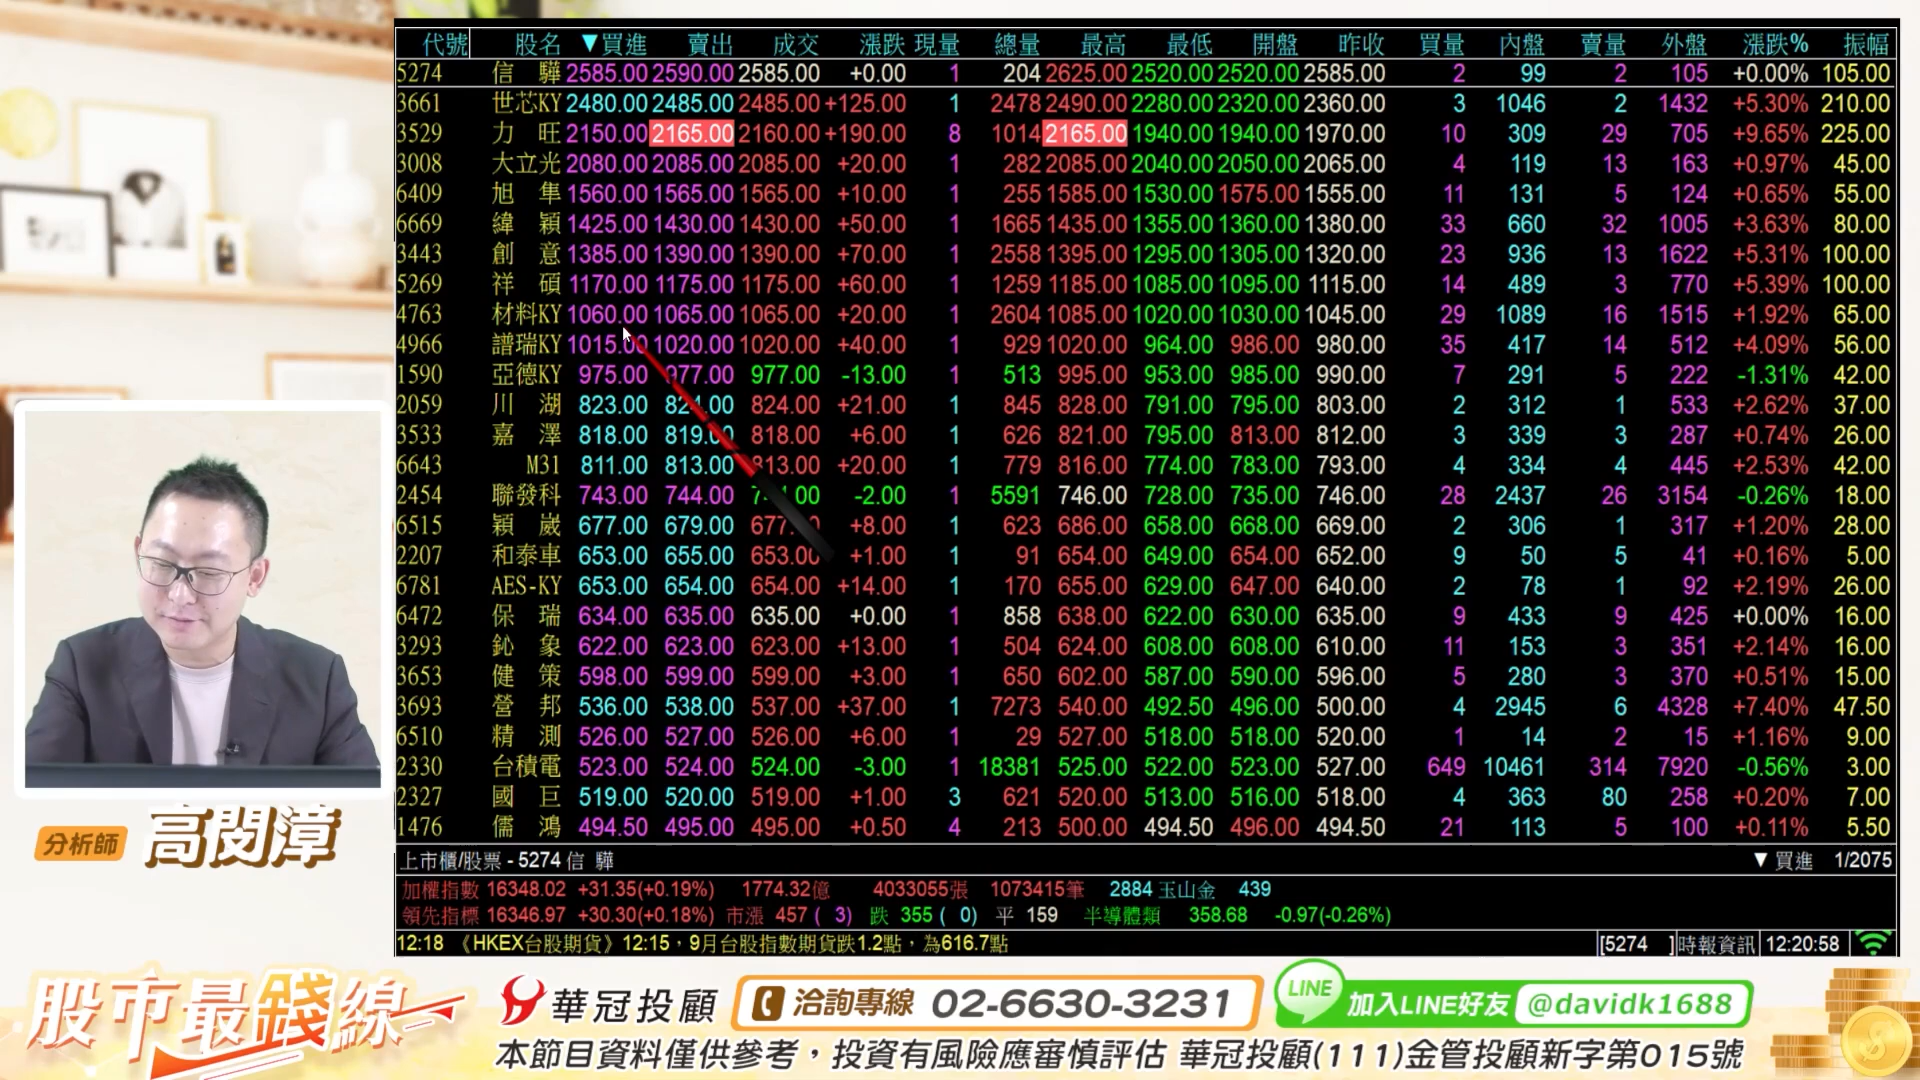 代號 股名 ▼買進 賣出 成交 漲跌 現量 總量 最高 最低 開盤 昨收 買量 內盤 賣量 外盤 漲跌% 振幅
5274 信驊 2585.00 2590.00 2585.00 +0.00 1 204 2625.00 2520.00 2520.00 2585.00 2 99 2 105 +0.00% 105.00
3661 世芯KY 2480.00 2485.00 2485.00 +125.00 1 2478 2490.00 2280.00 2320.00 2360.00 3 1046 2 1432 +5.30% 210.00
3529 力旺 2150.00 2165.00 2160.00 +190.00 8 1014 2165.00 1940.00 1940.00 1970.00 10 309 29 705 +9.65% 225.00
3008 大立光 2080.00 2085.00 2085.00 +20.00 1 282 2085.00 2040.00 2050.00 2065.00 4 119 13 163 +0.97% 45.00
6409 旭隼 1560.00 1565.00 1565.00 +10.00 1 255 1585.00 1530.00 1575.00 1555.00 11 131 5 124 +0.65% 55.00
6669 緯穎 1425.00 1430.00 1430.00 +50.00 1 1665 1435.00 1355.00 1360.00 1380.00 33 660 32 1005 +3.63% 80.00
3443 創意 1385.00 1390.00 1390.00 +70.00 1 2558 1395.00 1295.00 1305.00 1320.00 23 936 13 1622 +5.31% 100.00
5269 祥碩 1170.00 1175.00 1175.00 +60.00 1 1259 1185.00 1085.00 1095.00 1115.00 14 489 3 770 +5.39% 100.00
4763 材料KY 1060.00 1065.00 1065.00 +20.00 1 2604 1085.00 1020.00 1030.00 1045.00 29 1089 16 1515 +1.92% 65.00
4966 譜瑞KY 1015.00 1020.00 1020.00 +40.00 1 929 1020.00 964.00 986.00 980.00 35 417 14 512 +4.09% 56.00
1590 亞德KY 975.00 977.00 977.00 -13.00 1 513 995.00 953.00 985.00 990.00 7 291 5 222 -1.31% 42.00
2059 川湖 823.00 824.00 824.00 +21.00 1 845 828.00 791.00 795.00 803.00 2 312 1 533 +2.62% 37.00
3533 嘉澤 818.00 819.00 818.00 +6.00 1 626 821.00 795.00 813.00 812.00 3 339 3 287 +0.74% 26.00
6643 M31 811.00 813.00 813.00 +20.00 1 779 816.00 774.00 783.00 793.00 4 334 4 445 +2.53% 42.00
2454 聯發科 743.00 744.00 -2.00 1 5591 746.00 728.00 735.00 746.00 28 2437 26 3154 -0.26% 18.00
6515 穎崴 677.00 679.00 677.00 +8.00 1 623 686.00 658.00 668.00 669.00 2 306 1 317 +1.20% 28.00
2207 和泰車 653.00 655.00 653.00 +1.00 1 91 654.00 649.00 654.00 652.00 9 50 5 41 +0.16% 5.00
6781 AES-KY 653.00 654.00 654.00 +14.00 1 170 655.00 629.00 647.00 640.00 2 78 1 92 +2.19% 26.00
6472 保瑞 634.00 635.00 635.00 +0.00 1 858 638.00 622.00 630.00 635.00 9 433 9 425 +0.00% 16.00
3293 鈊象 622.00 623.00 623.00 +13.00 1 504 624.00 608.00 608.00 610.00 11 153 3 351 +2.14% 16.00
3653 健策 598.00 599.00 599.00 +3.00 1 650 602.00 587.00 590.00 596.00 5 280 3 370 +0.51% 15.00
3693 營邦 536.00 538.00 537.00 +37.00 1 7273 540.00 492.50 496.00 500.00 4 2945 6 4328 +7.40% 47.50
6510 精測 526.00 527.00 526.00 +6.00 1 29 527.00 518.00 518.00 520.00 1 14 2 15 +1.16% 9.00
2330 台積電 523.00 524.00 524.00 -3.00 1 18381 525.00 522.00 523.00 527.00 649 10461 314 7920 -0.56% 3.00
2327 國巨 519.00 520.00 519.00 +1.00 3 621 520.00 513.00 516.00 518.00 4 363 80 258 +0.20% 7.00
1476 儒鴻 494.50 495.00 495.00 +0.50 4 213 500.00 494.50 496.00 494.50 21 113 5 100 +0.11% 5.50
上市櫃/股票 - 5274 信驊 ▼ 買進 1/2075
加權指數 16348.02 +31.35(+0.19%) 1774.32億 4033055張 1073415筆 2884 玉山金 439
領先指標 16346.97 +30.30(+0.18%) 市漲 457 ( 3) 跌 355 ( 0) 平 159 半導體類 358.68 -0.97(-0.26%)
12:18 《HKEX台股期貨》12:15，9月台股指數期貨跌1.2點，為616.7點 [5274 ]時報資訊 12:20:58
分析師 高閔漳
股市最錢線 華冠投顧 洽詢專線 02-6630-3231 LINE 加入LINE好友 @davidk1688
本節目資料僅供參考，投資有風險應審慎評估 華冠投顧(111)金管投顧新字第015號